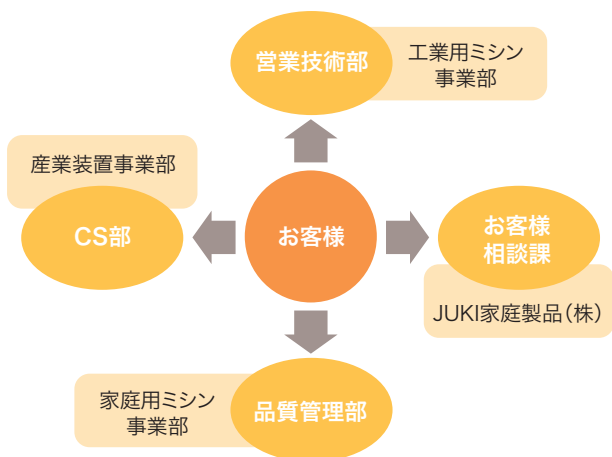 営業技術部
工業用ミシン
事業部
産業装置事業部
CS部
お客様
お客様
相談課
JUKI家庭製品(株)
家庭用ミシン
事業部
品質管理部